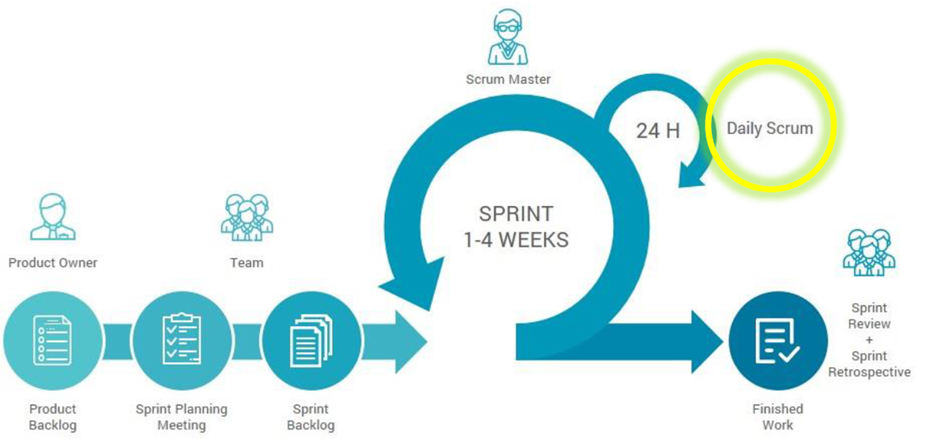 Scrum Master
24 H
Daily Scrum
SPRINT
1-4 WEEKS
Product Owner
Team
Product
Backlog
Sprint Planning
Meeting
Sprint
Backlog
Finished
Work
Sprint
Review
+
Sprint
Retrospective